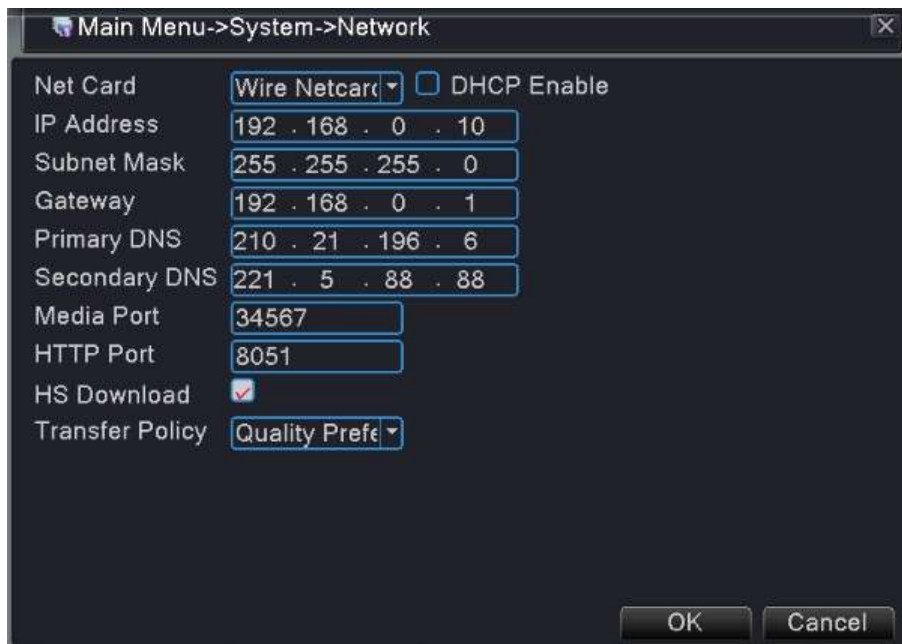 Main Menu->System->Network
Net Card Wire Netcar DHCP Enable
IP Address 192 . 168 . 0 . 10
Subnet Mask 255 . 255 . 255 . 0
Gateway 192 . 168 . 0 . 1
Primary DNS 210 . 21 . 196 . 6
Secondary DNS 221 . 5 . 88 . 88
Media Port 34567
HTTP Port 8051
HS Download
Transfer Policy Quality Prefe
OK Cancel